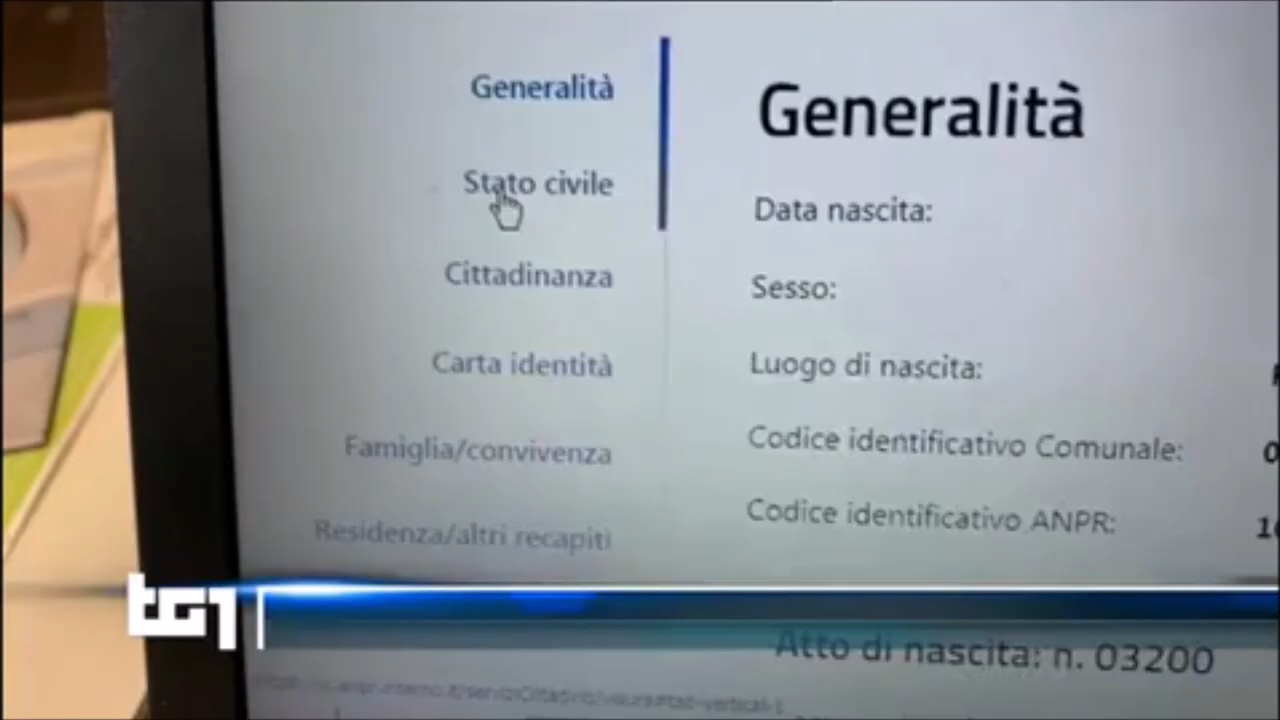 Generalità
Stato civile
Cittadinanza
Carta identità
Famiglia/convivenza
Residenza/altri recapiti
Generalità
Data nascita:
Sesso:
Luogo di nascita:
Codice identificativo Comunale:
Codice identificativo ANPR:
tg1
Atto di nascita: n. 03200